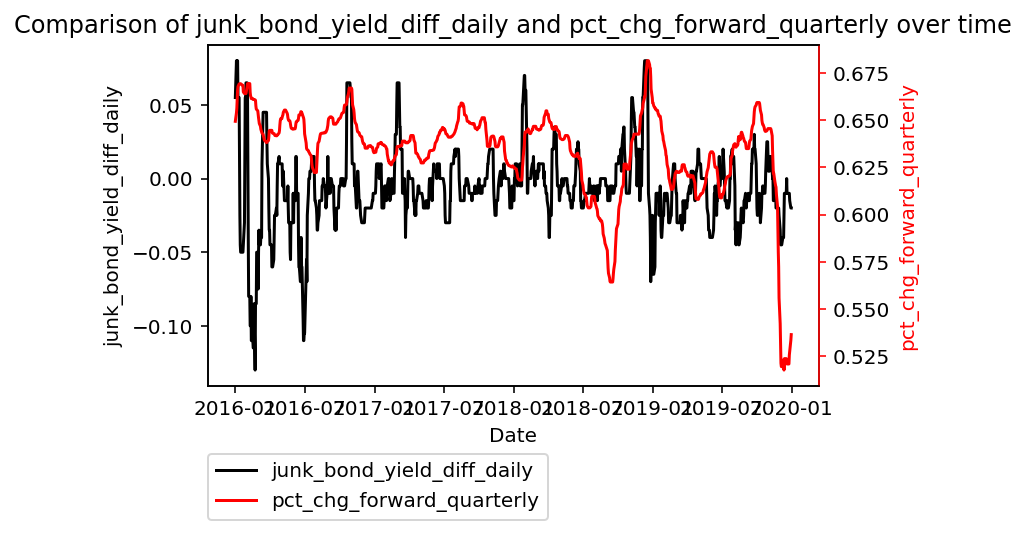 Comparison of junk_bond_yield_diff_daily and pct_chg_forward_quarterly over time
junk_bond_yield_diff_daily
0.05
0.00
−0.05
−0.10
0.675
0.650
0.625
0.600
0.575
0.550
0.525
pct_chg_forward_quarterly
2016-01 2016-07 2017-01 2017-07 2018-01 2018-07 2019-01 2019-07 2020-01
Date
junk_bond_yield_diff_daily
pct_chg_forward_quarterly